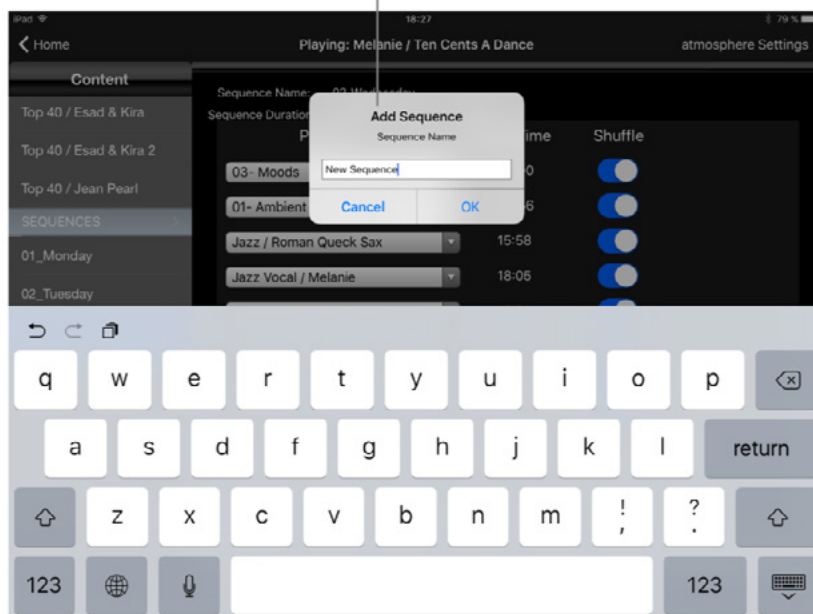 iPad 18:27 79 %
Home Playing: Melanie / Ten Cents A Dance atmosphere Settings
Content
Top 40 / Esad & Kira
Top 40 / Esad & Kira 2
Top 40 / Jean Pearl
SEQUENCES
01_Monday
02_Tuesday
Sequence Name: 03 Wednesday
Sequence Duration
Shuffle
03- Moods
01- Ambient
Jazz / Roman Queck Sax 15:58
Jazz Vocal / Melanie 18:05
Add Sequence
Sequence Name
New Sequence
Cancel OK
q w e r t y u i o p
a s d f g h j k l return
z x c v b n m ! , ? .
123 123